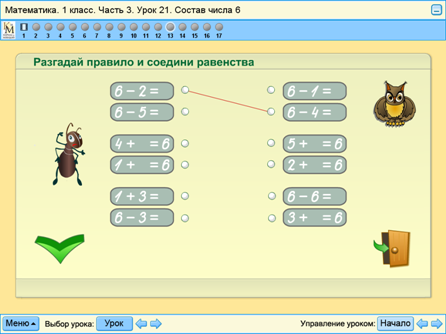 Математика. 1 класс. Часть 3. Урок 21. Состав числа 6
1 2 3 4 5 6 7 8 9 10 11 12 13 14 15 16 17
Разгадай правило и соедини равенства
6 – 2 = 6 – 1 =
6 – 5 = 6 – 4 =
4 + = 6 5 + = 6
1 + = 6 2 + = 6
1 + 3 = 6 – 6 =
6 – 3 = 3 + = 6
Меню Выбор урока: Урок Управление уроком: Начало